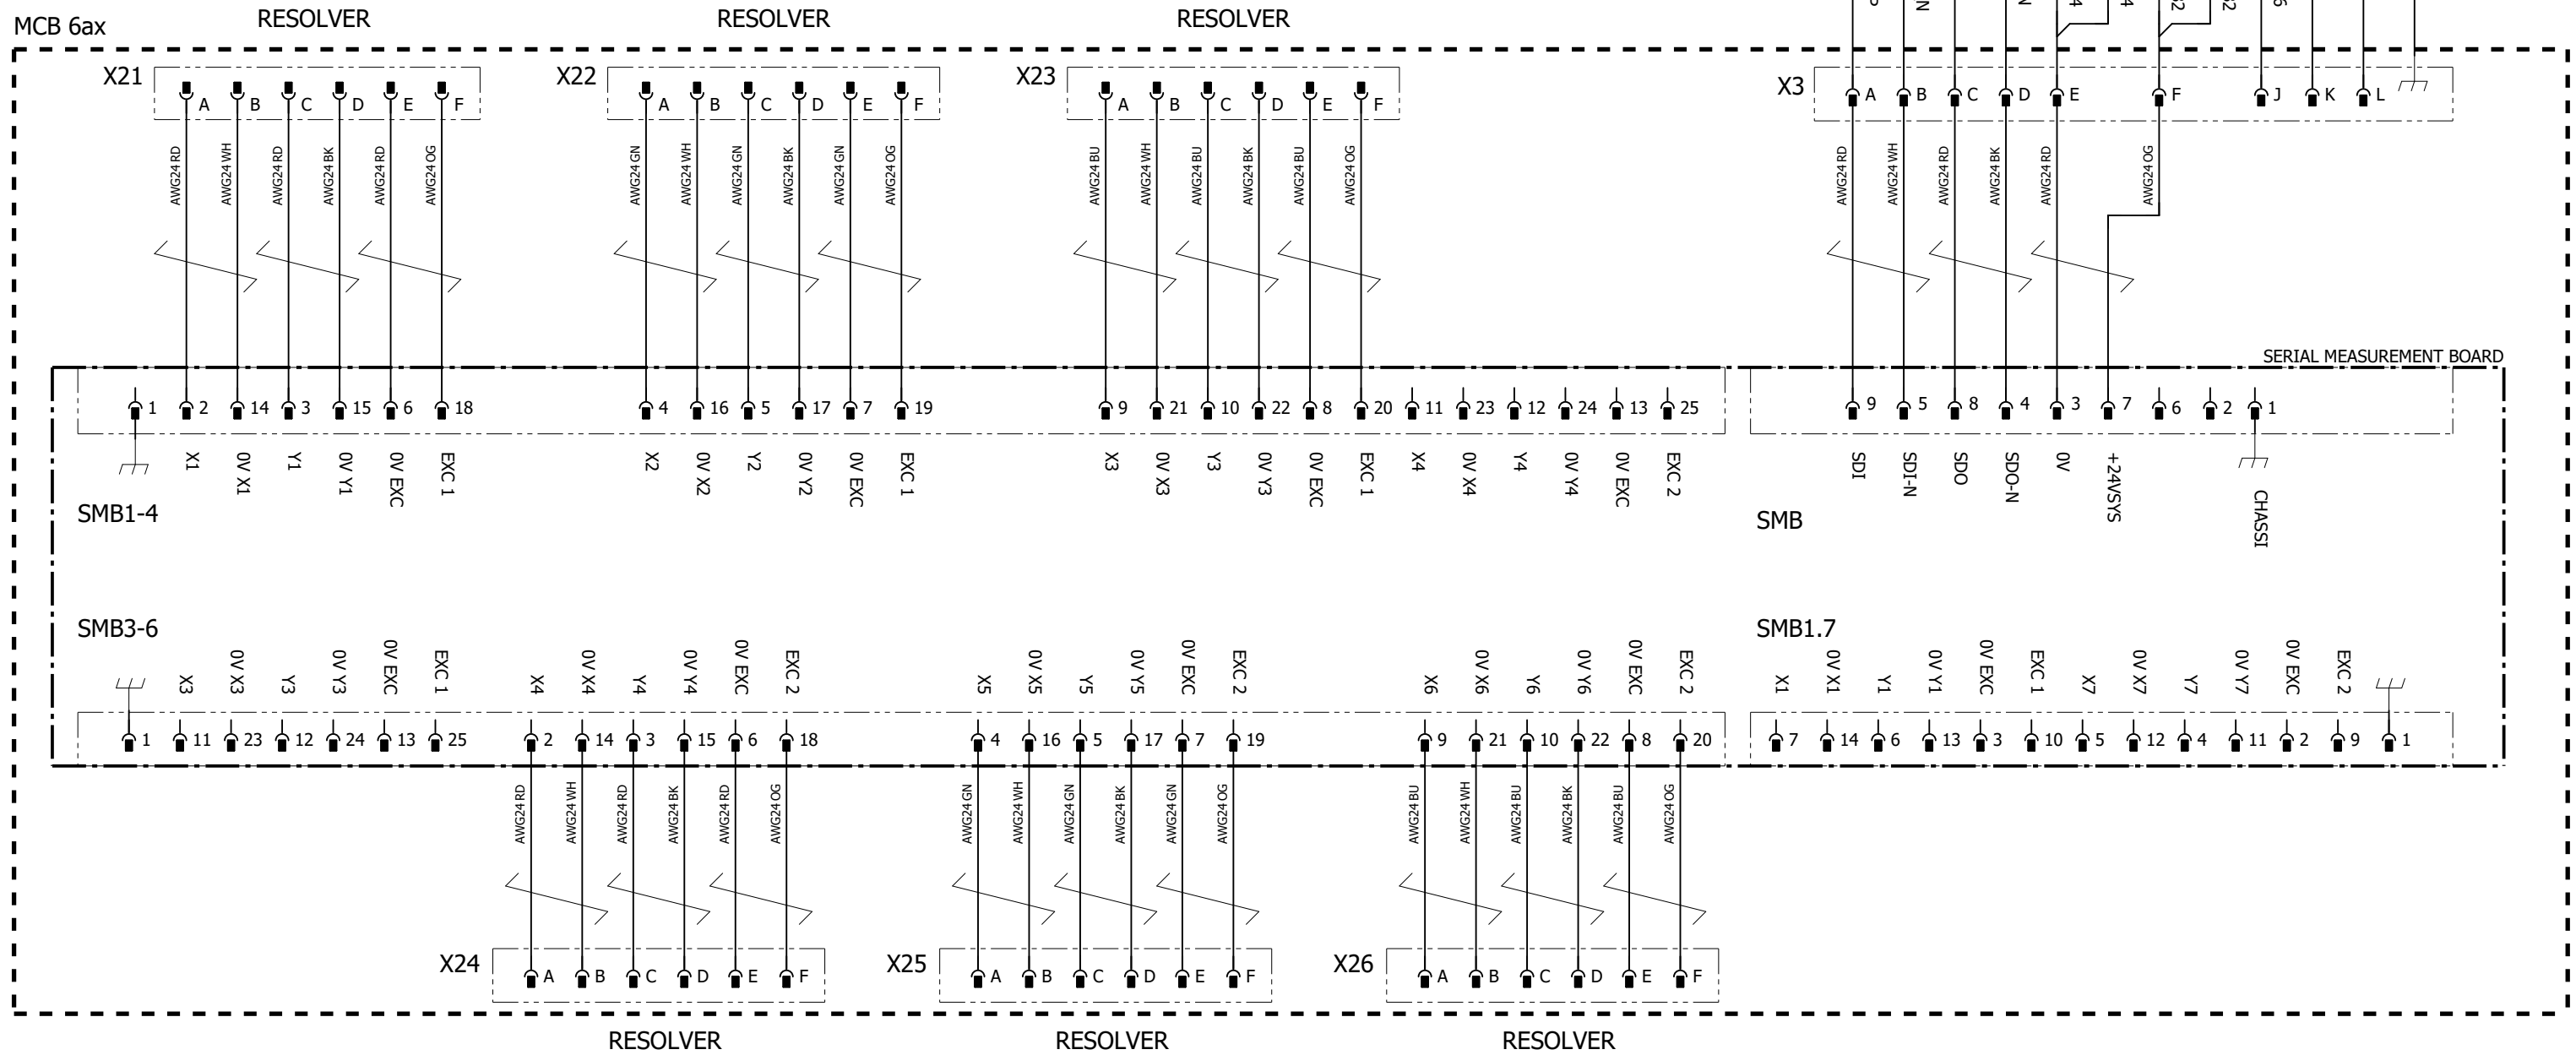 MCB 6ax
RESOLVER
RESOLVER
RESOLVER
X21
A B C D E F
X22
A B C D E F
X23
A B C D E F
X3
A B C D E F J K L
AWG24 RD
AWG24 WH
AWG24 RD
AWG24 BK
AWG24 RD
AWG24 OG
AWG24 GN
AWG24 WH
AWG24 GN
AWG24 BK
AWG24 GN
AWG24 OG
AWG24 BU
AWG24 WH
AWG24 BU
AWG24 BK
AWG24 BU
AWG24 OG
AWG24 RD
AWG24 WH
AWG24 RD
AWG24 BK
AWG24 RD
AWG24 OG
SERIAL MEASUREMENT BOARD
1 2 14 3 15 6 18 4 16 5 17 7 19 9 21 10 22 8 20 11 23 12 24 13 25
9 5 8 4 3 7 6 2 1
X1
0V X1
Y1
0V Y1
0V EXC
EXC 1
X2
0V X2
Y2
0V Y2
0V EXC
EXC 1
X3
0V X3
Y3
0V Y3
0V EXC
EXC 1
X4
0V X4
Y4
0V Y4
0V EXC
EXC 2
SDI
SDI-N
SDO
SDO-N
0V
+24VSYS
CHASSI
SMB1-4
SMB
SMB3-6
SMB1.7
X3
0V X3
Y3
0V Y3
0V EXC
EXC 1
X4
0V X4
Y4
0V Y4
0V EXC
EXC 2
X5
0V X5
Y5
0V Y5
0V EXC
EXC 2
X6
0V X6
Y6
0V Y6
0V EXC
EXC 2
X1
0V X1
Y1
0V Y1
0V EXC
EXC 1
X7
0V X7
Y7
0V Y7
0V EXC
EXC 2
1 11 23 12 24 13 25 2 14 3 15 6 18 4 16 5 17 7 19 9 21 10 22 8 20
7 14 6 13 3 10 5 12 4 11 2 9 1
AWG24 RD
AWG24 WH
AWG24 RD
AWG24 BK
AWG24 RD
AWG24 OG
AWG24 GN
AWG24 WH
AWG24 GN
AWG24 BK
AWG24 GN
AWG24 OG
AWG24 BU
AWG24 WH
AWG24 BU
AWG24 BK
AWG24 BU
AWG24 OG
X24
A B C D E F
X25
A B C D E F
X26
A B C D E F
RESOLVER
RESOLVER
RESOLVER